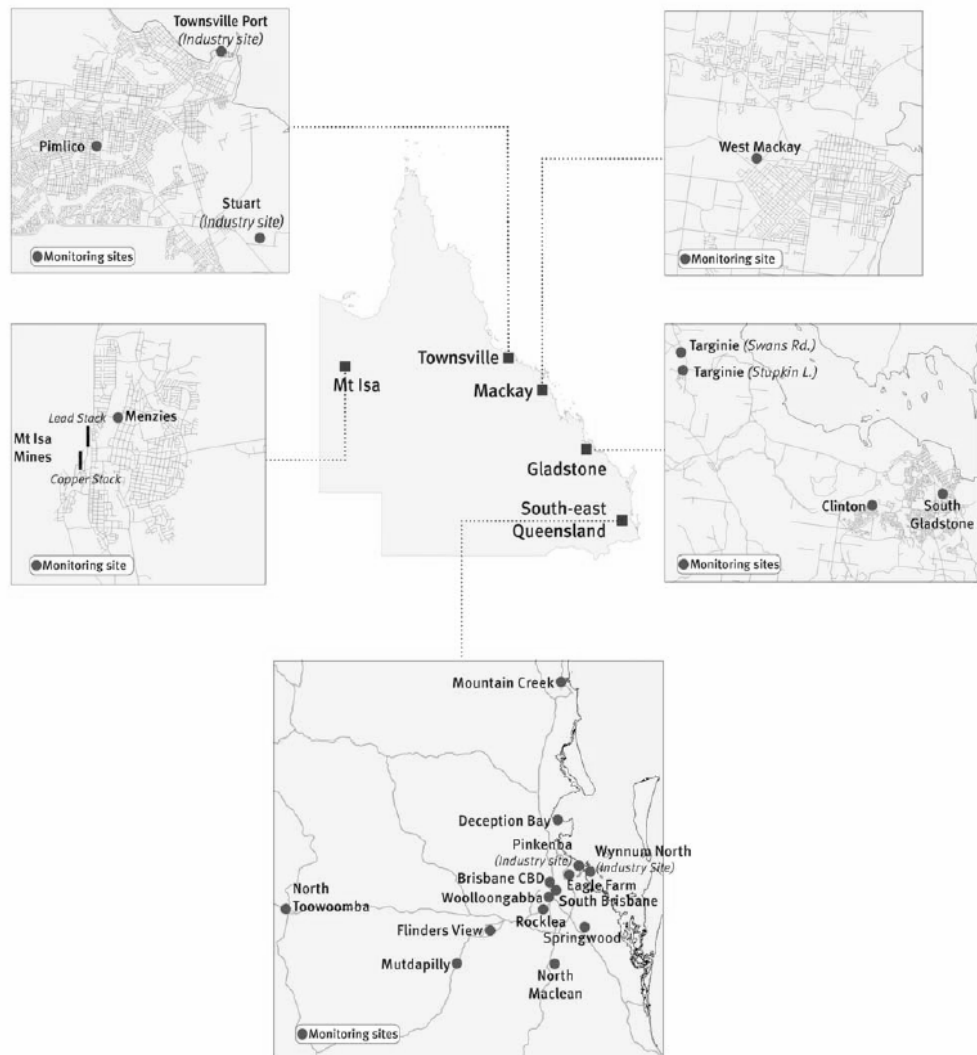 Townsville Port
(Industry site)
Pimlico
Stuart
(Industry site)
Monitoring sites
West Mackay
Monitoring site
Mt Isa
Townsville
Mackay
Gladstone
South-east
Queensland
Lead Stack
Menzies
Mt Isa
Mines
Copper Stack
Monitoring site
Targinie (Swans Rd.)
Targinie (Stupkin L.)
Clinton
South
Gladstone
Monitoring sites
Mountain Creek
Deception Bay
Pinkenba
(Industry site)
Wynnum North
(Industry Site)
Brisbane CBD
Eagle Farm
Woolloongabba
South Brisbane
North
Toowoomba
Rocklea
Flinders View
Springwood
Mutdapilly
North
Maclean
Monitoring sites